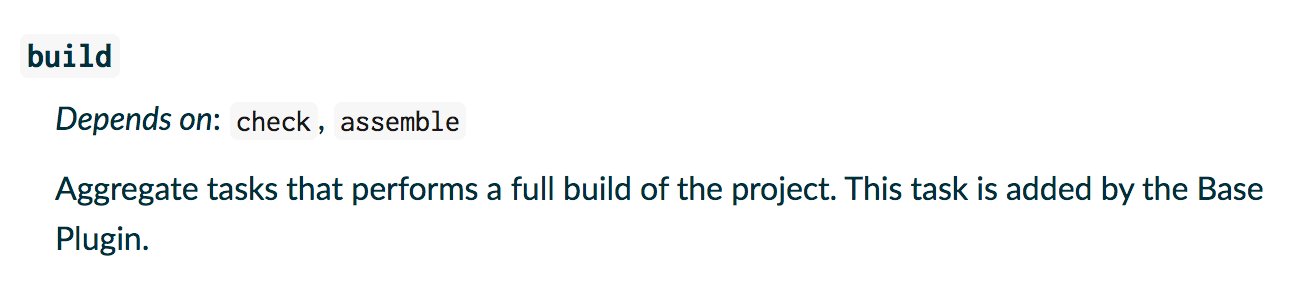 build
Depends on: check, assemble
Aggregate tasks that performs a full build of the project. This task is added by the Base
Plugin.